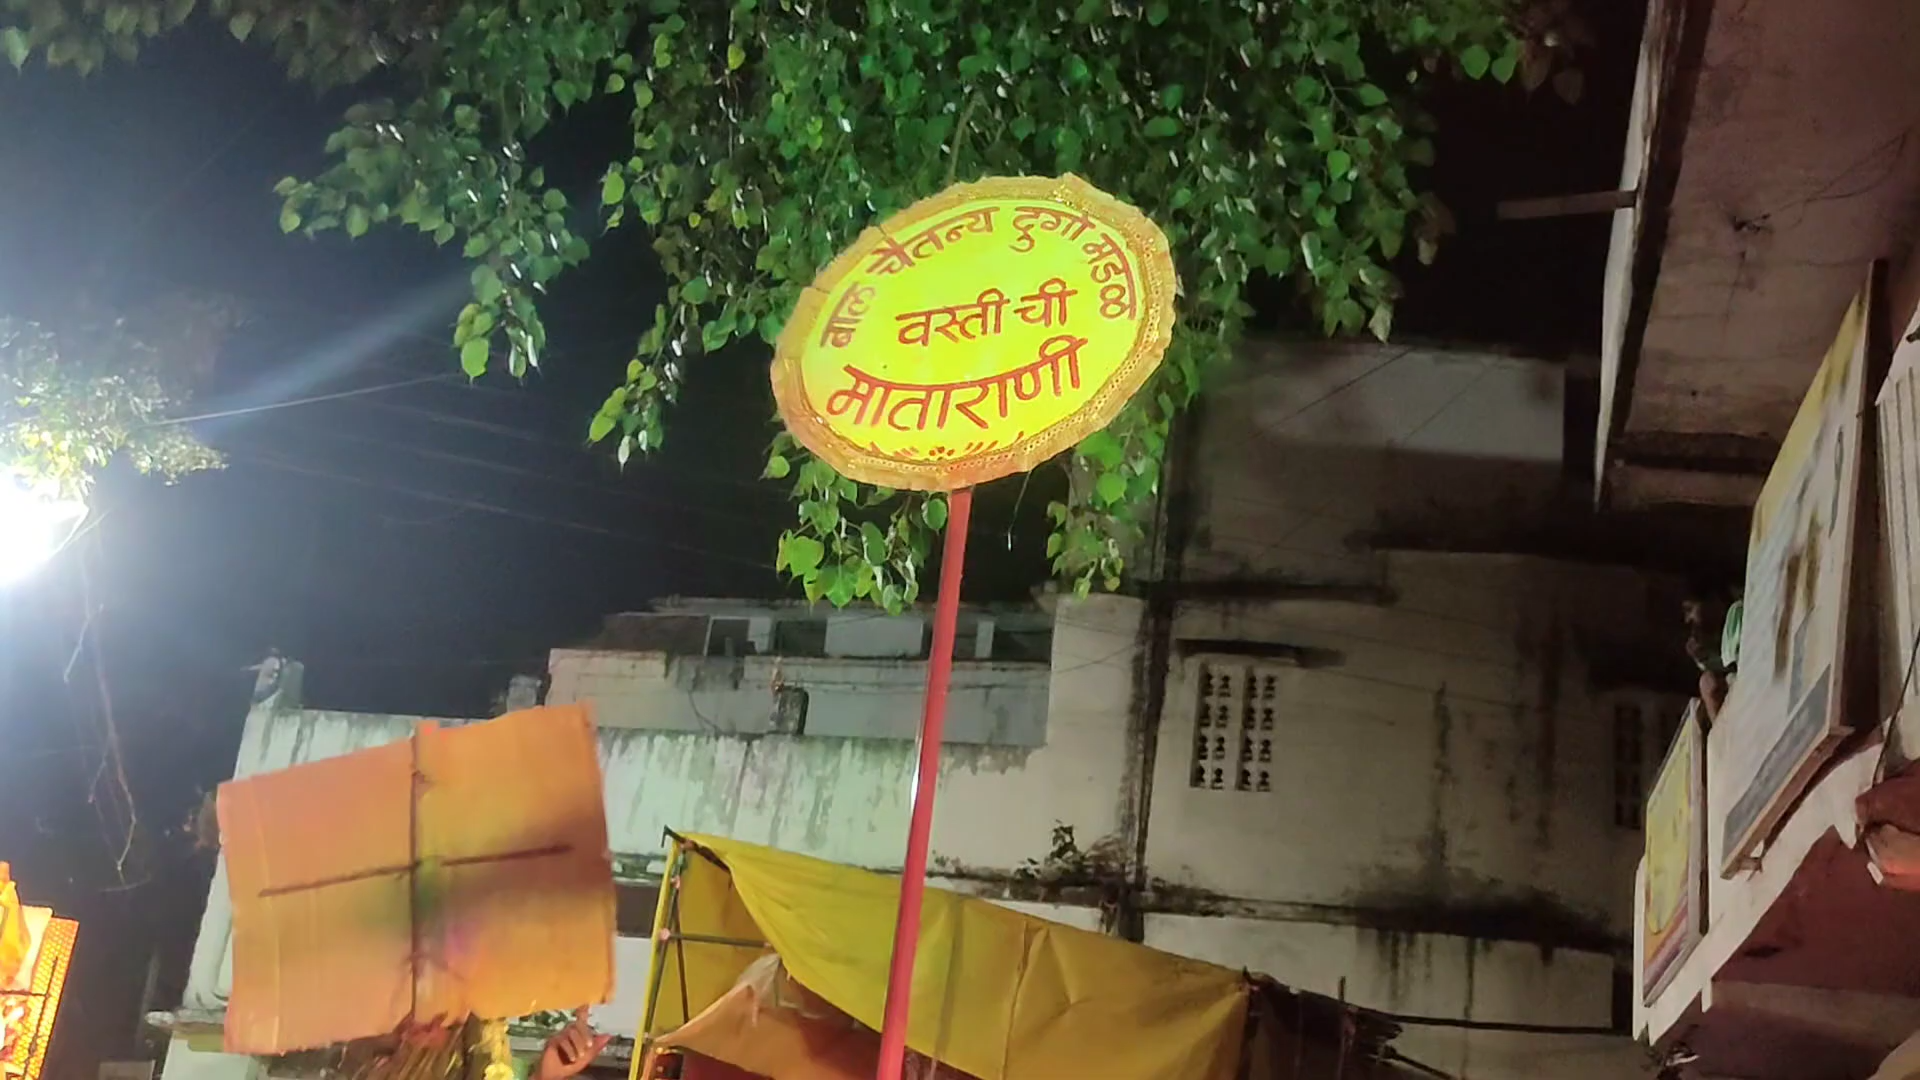 बाल चैतन्य दुर्गा मंडळ
वस्ती ची
माताराणी